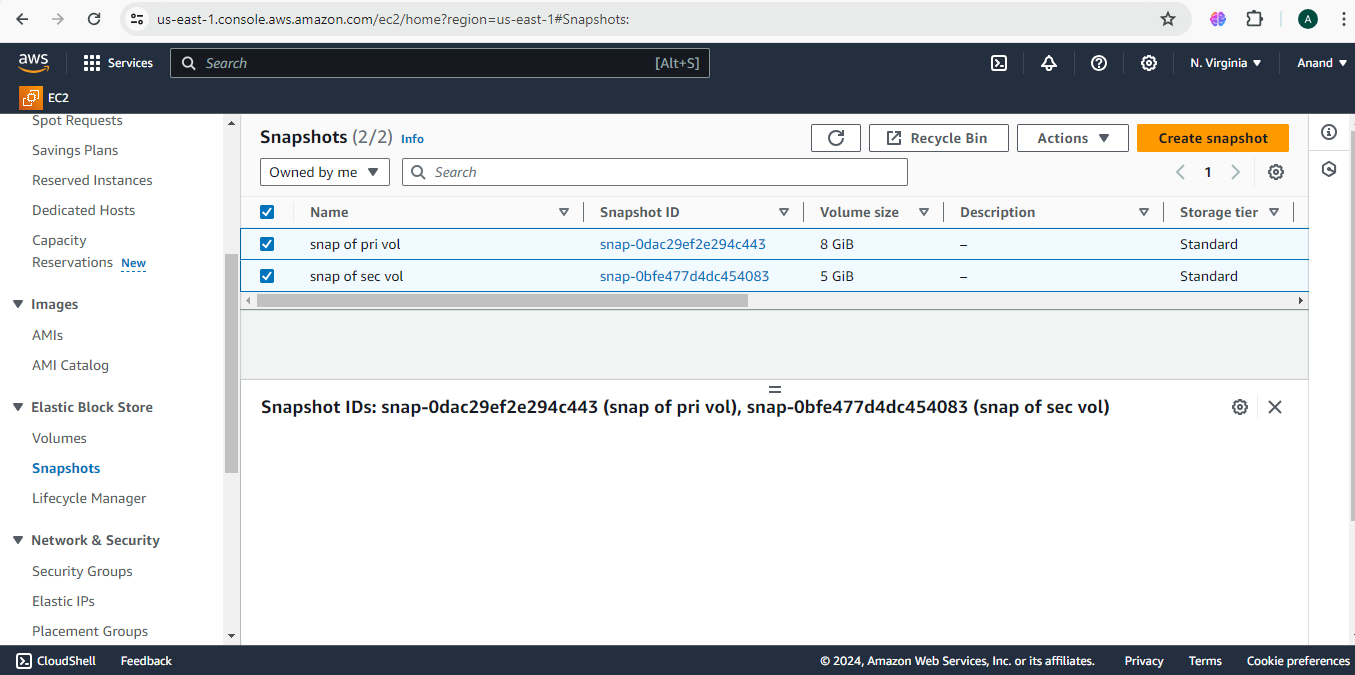 us-east-1.console.aws.amazon.com/ec2/home?region=us-east-1#Snapshots:
A
aws
Services
Search
[Alt+S]
N. Virginia
Anand
EC2
Spot Requests
Savings Plans
Reserved Instances
Dedicated Hosts
Capacity
Reservations New
Images
AMIs
AMI Catalog
Elastic Block Store
Volumes
Snapshots
Lifecycle Manager
Network & Security
Security Groups
Elastic IPs
Placement Groups
Snapshots (2/2) Info
Recycle Bin
Actions
Create snapshot
Owned by me
Search
1
Name Snapshot ID Volume size Description Storage tier
snap of pri vol snap-0dac29ef2e294c443 8 GiB – Standard
snap of sec vol snap-0bfe477d4dc454083 5 GiB – Standard
Snapshot IDs: snap-0dac29ef2e294c443 (snap of pri vol), snap-0bfe477d4dc454083 (snap of sec vol)
CloudShell
Feedback
© 2024, Amazon Web Services, Inc. or its affiliates.
Privacy
Terms
Cookie preferences